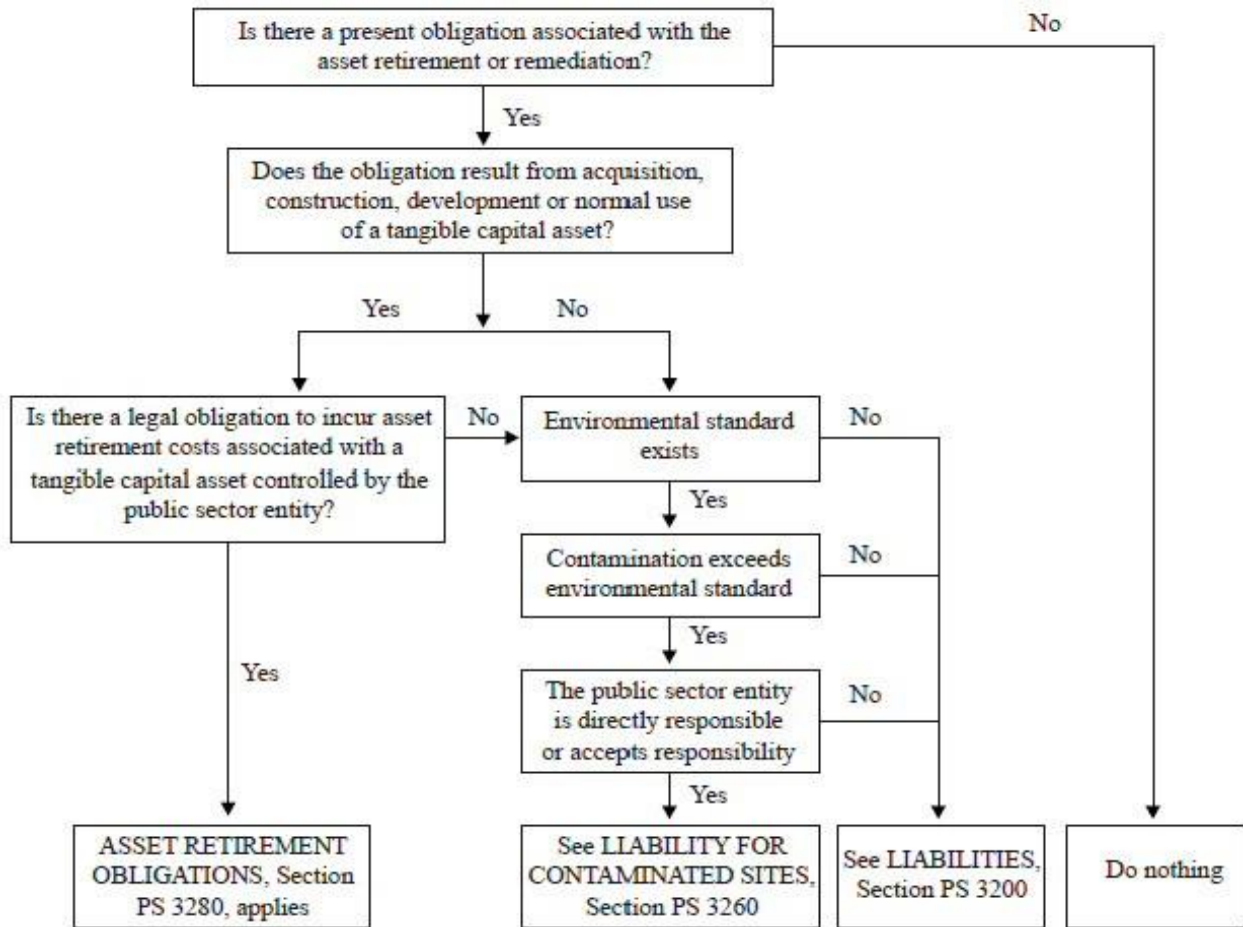 Is there a present obligation associated with the
asset retirement or remediation?
No
Yes
Does the obligation result from acquisition,
construction, development or normal use
of a tangible capital asset?
Yes
No
Is there a legal obligation to incur asset
retirement costs associated with a
tangible capital asset controlled by the
public sector entity?
No
Environmental standard
exists
No
Yes
Contamination exceeds
environmental standard
No
Yes
Yes
The public sector entity
is directly responsible
or accepts responsibility
No
Yes
ASSET RETIREMENT
OBLIGATIONS, Section
PS 3280, applies
See LIABILITY FOR
CONTAMINATED SITES,
Section PS 3260
See LIABILITIES,
Section PS 3200
Do nothing